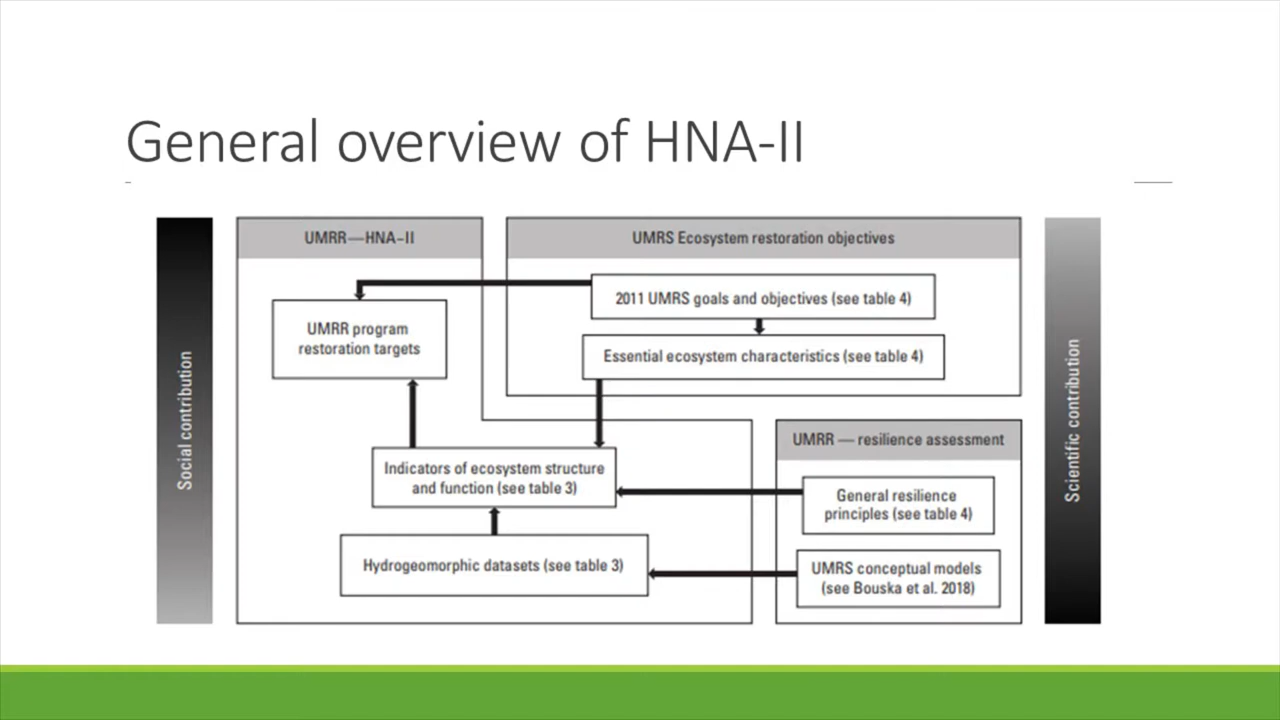 General overview of HNA-II
Social contribution
UMRR—HNA–II
UMRR program
restoration targets
Indicators of ecosystem structure
and function (see table 3)
Hydrogeomorphic datasets (see table 3)
UMRS Ecosystem restoration objectives
2011 UMRS goals and objectives (see table 4)
Essential ecosystem characteristics (see table 4)
UMRR — resilience assessment
General resilience
principles (see table 4)
UMRS conceptual models
(see Bouska et al. 2018)
Scientific contribution